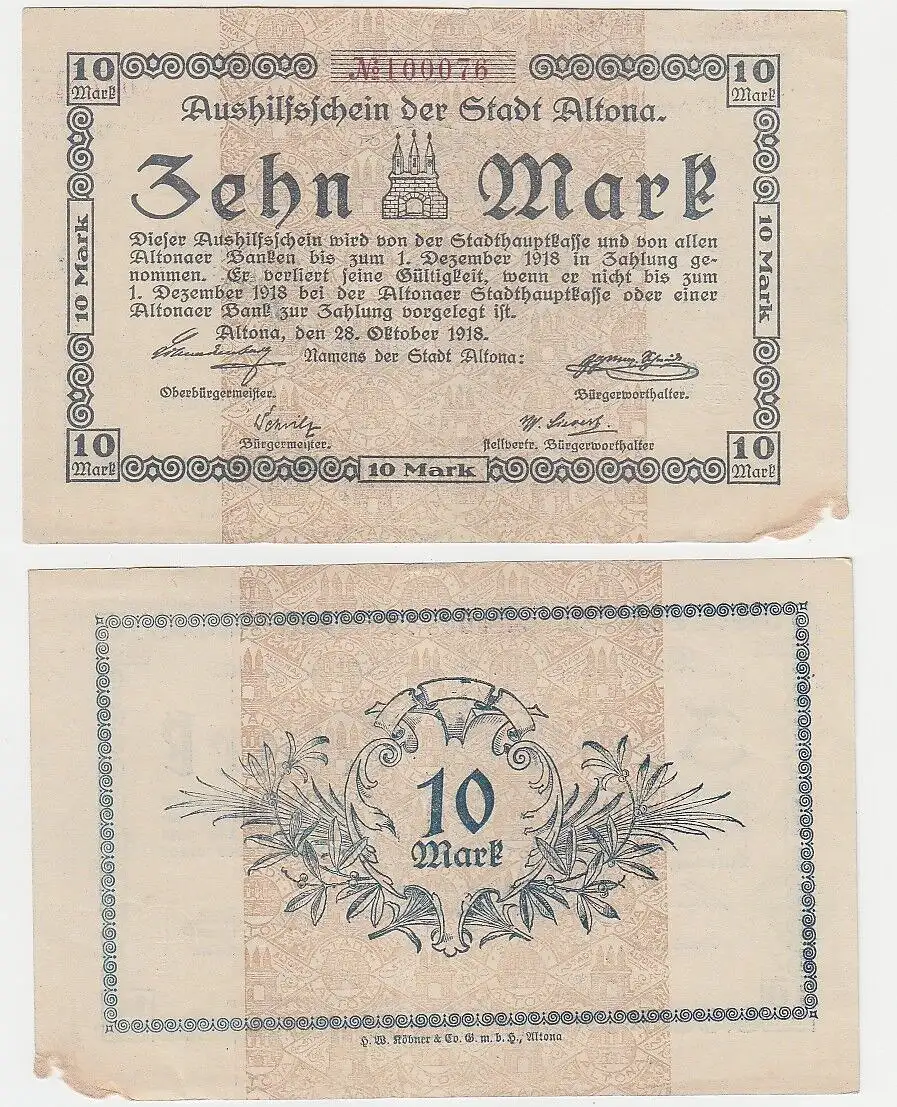 № 100076
10 Mark
10 Mark
Aushilfsschein der Stadt Altona.
Zehn Mark
Dieser Aushilfsschein wird von der Stadthauptkasse und von allen
Altonaer Banken bis zum 1. Dezember 1918 in Zahlung ge-
nommen. Er verliert seine Gültigkeit, wenn er nicht bis zum
1. Dezember 1918 bei der Altonaer Stadthauptkasse oder einer
Altonaer Bank zur Zahlung vorgelegt ist.
Altona, den 28. Oktober 1918.
Namens der Stadt Altona:
10 Mark
10 Mark
Oberbürgermeister.
Bürgerworthalter.
Bürgermeister.
stellvertr. Bürgerworthalter
10 Mark
10 Mark
10 Mark
10
Mark
H. W. Köbner & Co. G. m. b. H., Altona